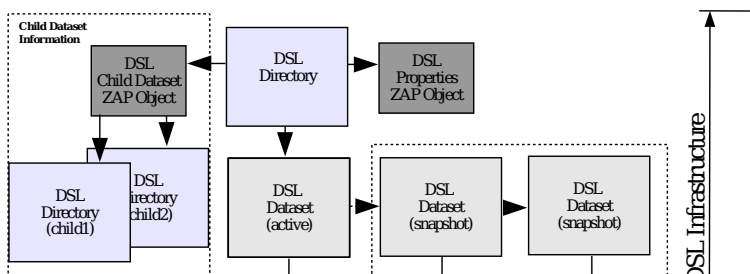 Child Dataset
Information
DSL
Child Dataset
ZAP Object
DSL
Directory
DSL
Properties
ZAP Object
DSL
Directory
(child1)
DSL
Directory
(child2)
DSL
Dataset
(active)
DSL
Dataset
(snapshot)
DSL
Dataset
(snapshot)
DSL Infrastructure